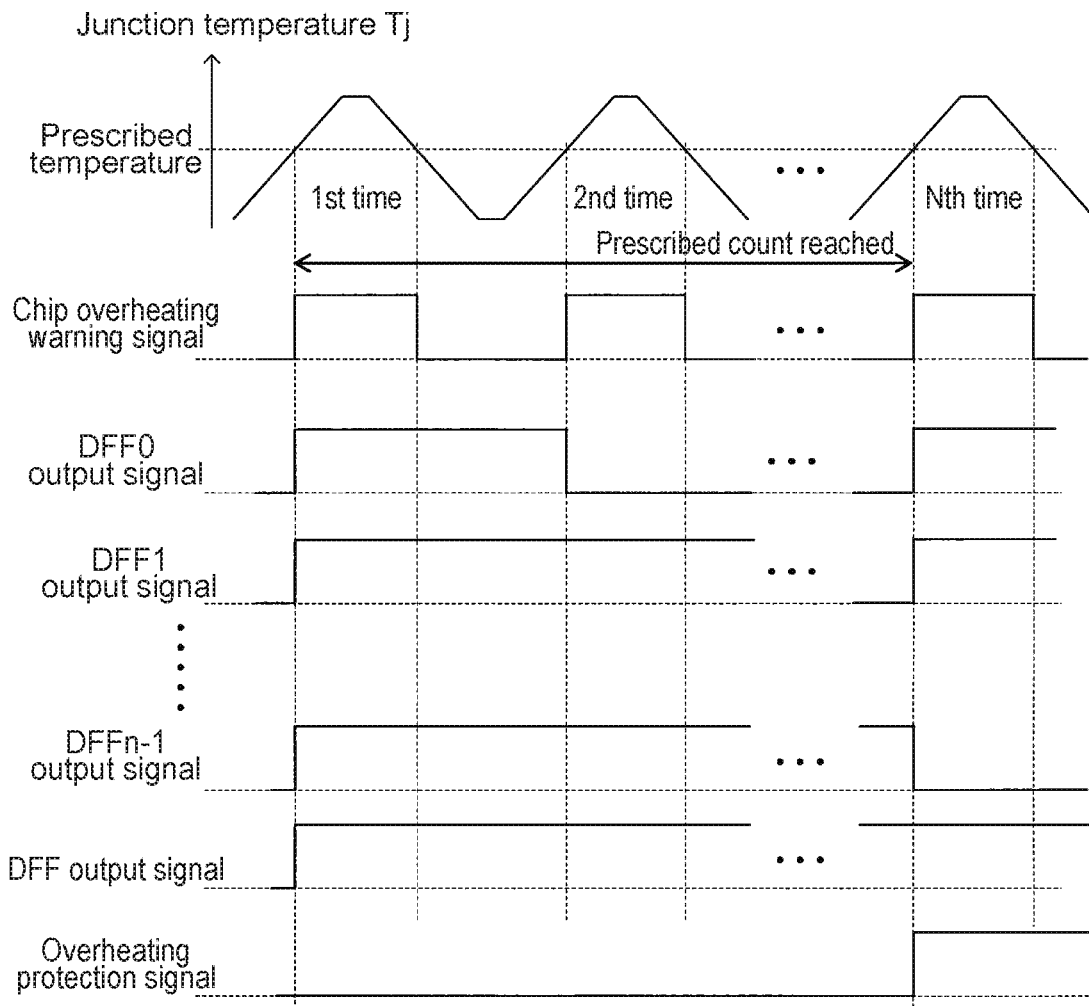 Junction temperature Tj
Prescribed
temperature
1st time
2nd time
Nth time
Prescribed count reached
Chip overheating
warning signal
DFF0
output signal
DFF1
output signal
DFFn-1
output signal
DFF output signal
Overheating
protection signal